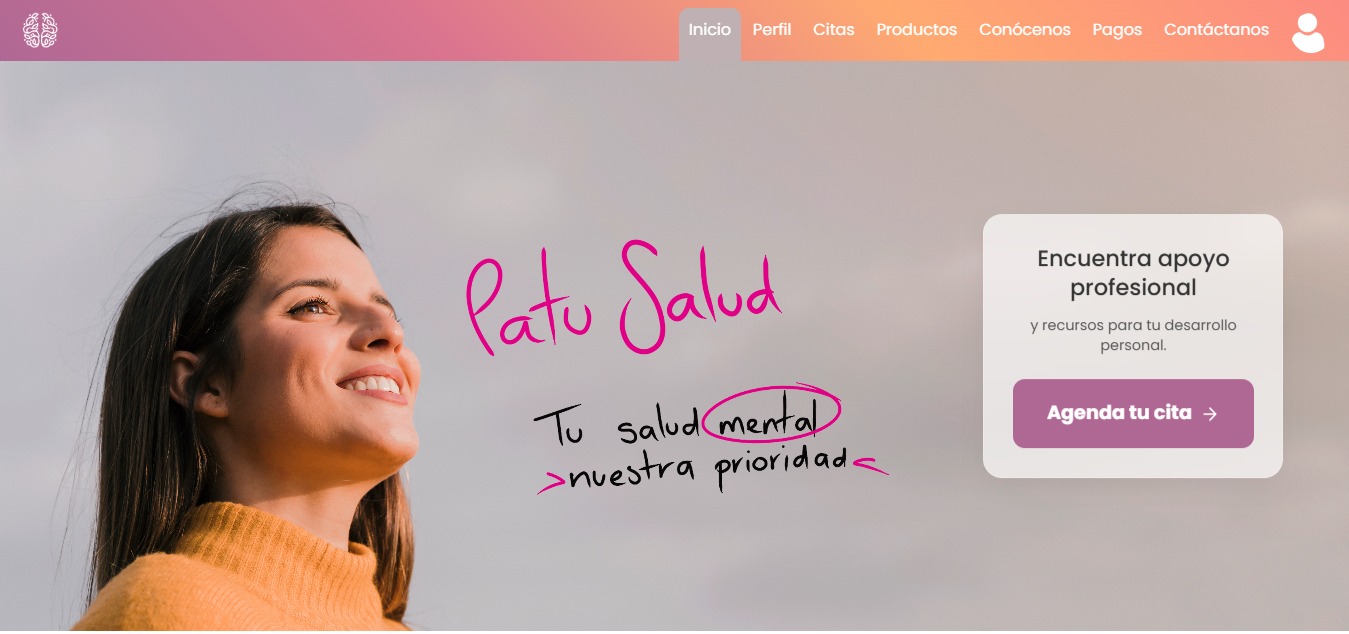 Inicio Perfil Citas Productos Conócenos Pagos Contáctanos
Patu Salud
Tu salud mental
>nuestra prioridad<
Encuentra apoyo
profesional
y recursos para tu desarrollo
personal.
Agenda tu cita →